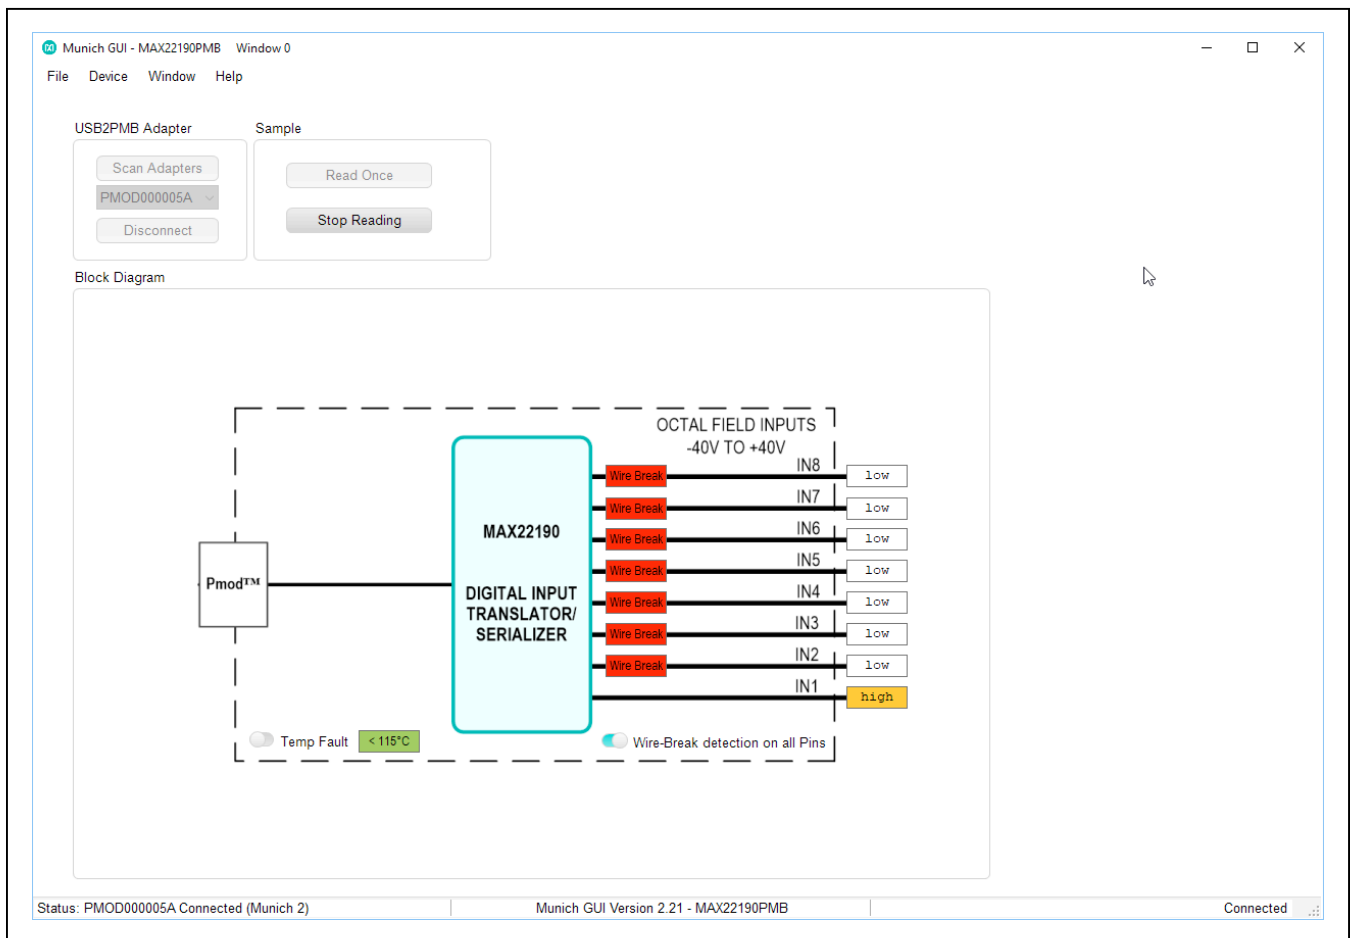 Munich GUI - MAX22190PMB Window 0
File Device Window Help
USB2PMB Adapter
Sample
Scan Adapters
PMOD000005A
Disconnect
Read Once
Stop Reading
Block Diagram
OCTAL FIELD INPUTS
-40V TO +40V
Wire Break IN8 low
Wire Break IN7 low
Wire Break IN6 low
Wire Break IN5 low
Wire Break IN4 low
Wire Break IN3 low
Wire Break IN2 low
IN1 high
Pmod™
MAX22190
DIGITAL INPUT
TRANSLATOR/
SERIALIZER
Temp Fault < 115°C
Wire-Break detection on all Pins
Status: PMOD000005A Connected (Munich 2)
Munich GUI Version 2.21 - MAX22190PMB
Connected